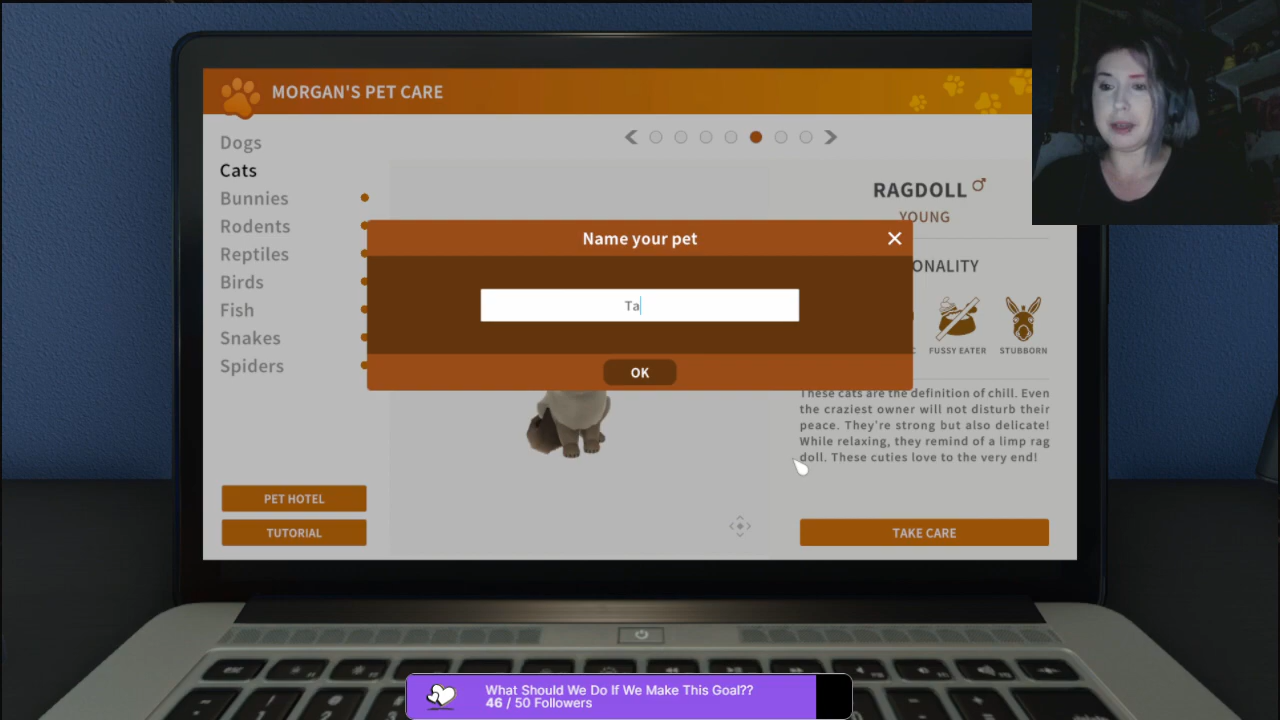 MORGAN'S PET CARE
Dogs
Cats
Bunnies
Rodents
Reptiles
Birds
Fish
Snakes
Spiders
PET HOTEL
TUTORIAL
Name your pet
Ta
OK
RAGDOLL
YOUNG
ONALITY
C
FUSSY EATER
STUBBORN
These cats are the definition of chill. Even
the craziest owner will not disturb their
peace. They're strong but also delicate!
While relaxing, they remind of a limp rag
doll. These cuties love to the very end!
TAKE CARE
What Should We Do If We Make This Goal??
46 / 50 Followers